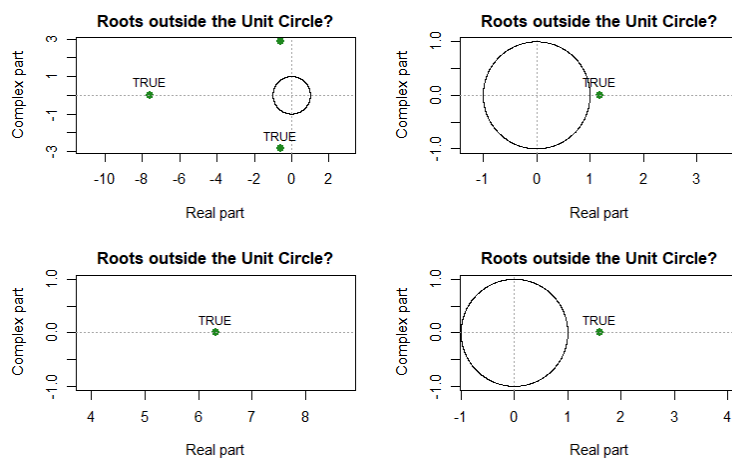 Roots outside the Unit Circle?
Complex part
3
1
-1
-3
TRUE
TRUE
-10 -8 -6 -4 -2 0 2
Real part
Roots outside the Unit Circle?
Complex part
1.0
0.0
-1.0
TRUE
-1 0 1 2 3
Real part
Roots outside the Unit Circle?
Complex part
1.0
0.0
-1.0
TRUE
4 5 6 7 8
Real part
Roots outside the Unit Circle?
Complex part
1.0
0.0
-1.0
TRUE
-1 0 1 2 3 4
Real part